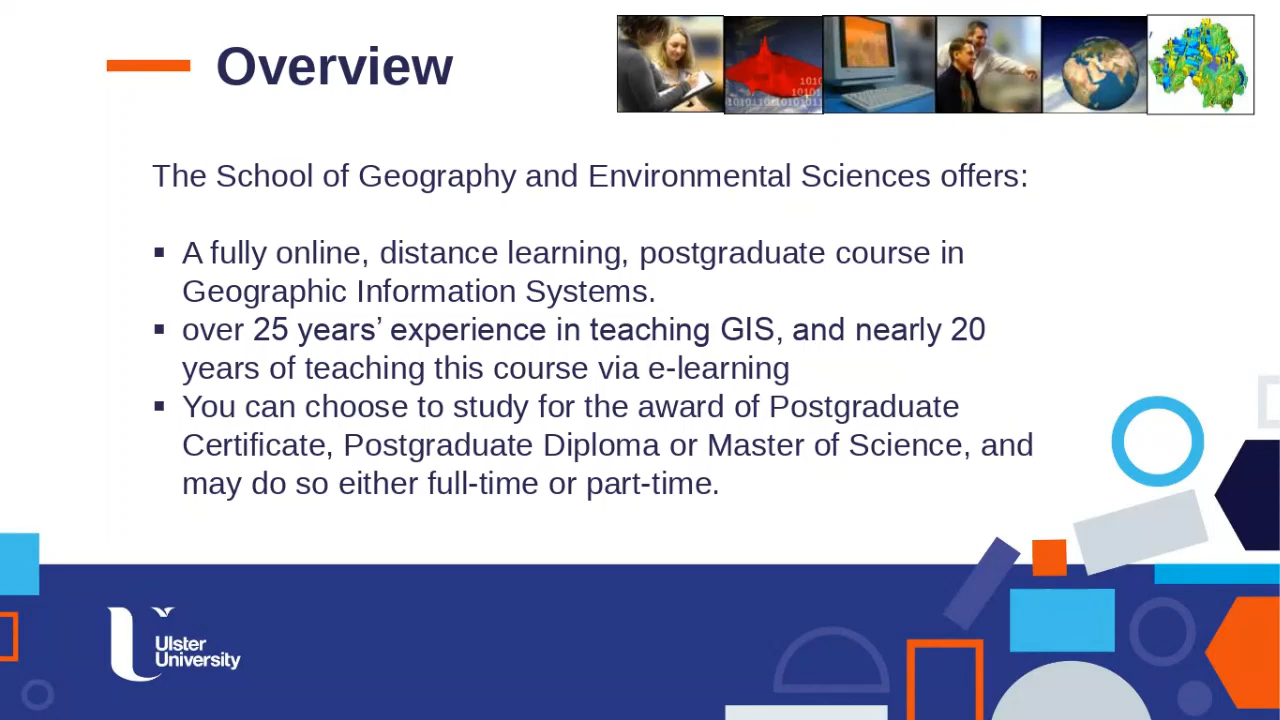 Overview
The School of Geography and Environmental Sciences offers:
▪ A fully online, distance learning, postgraduate course in
Geographic Information Systems.
▪ over 25 years’ experience in teaching GIS, and nearly 20
years of teaching this course via e-learning
▪ You can choose to study for the award of Postgraduate
Certificate, Postgraduate Diploma or Master of Science, and
may do so either full-time or part-time.
Ulster
University